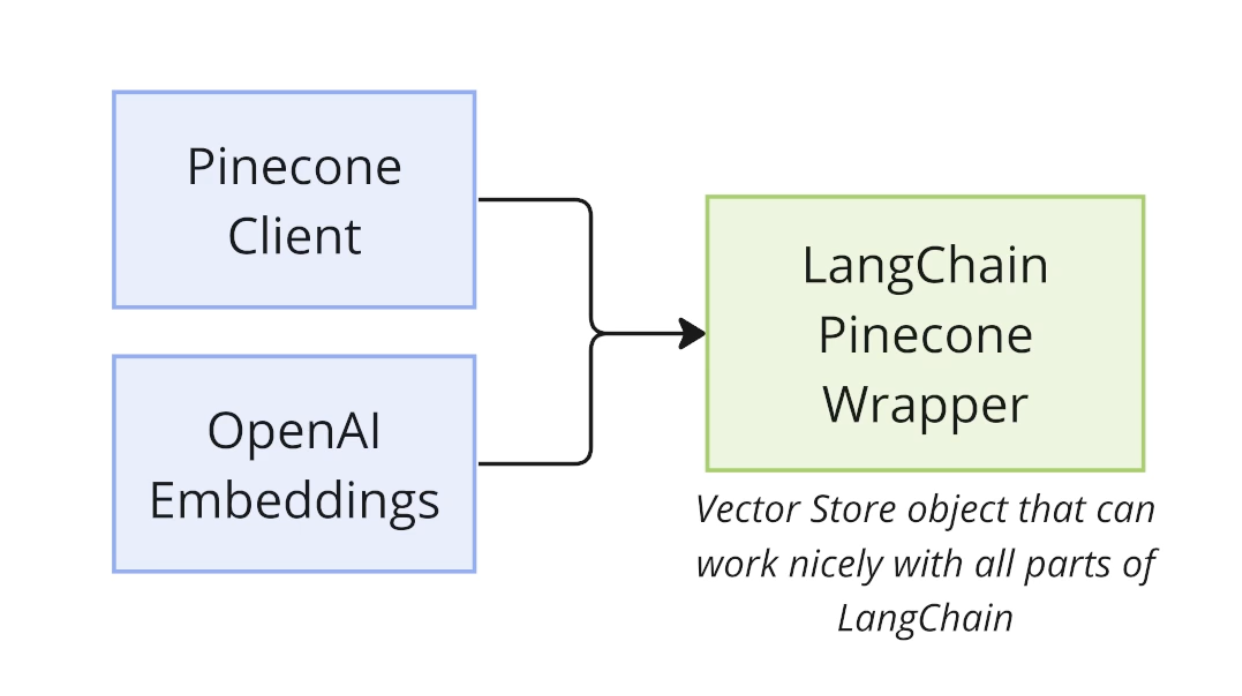 Pinecone
Client
OpenAI
Embeddings
LangChain
Pinecone
Wrapper
Vector Store object that can
work nicely with all parts of
LangChain